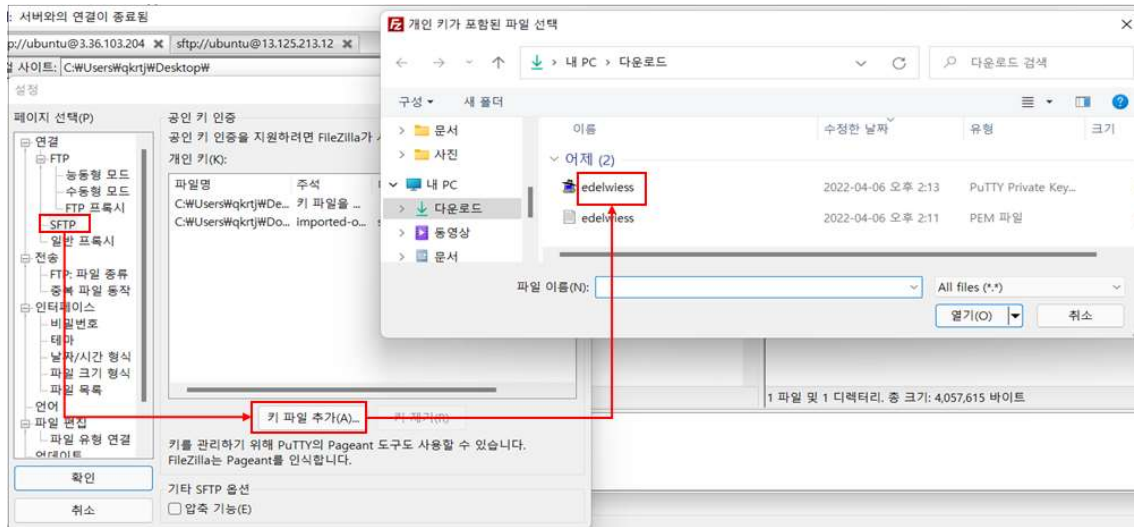 서버와의 연결이 종료됨
p://ubuntu@3.36.103.204 sftp://ubuntu@13.125.213.12
사이트: C:₩Users₩qkrtj₩Desktop₩
설정
페이지 선택(P)
연결
FTP
능동형 모드
수동형 모드
FTP 프록시
SFTP
일반 프록시
전송
FTP: 파일 종류
중복 파일 동작
인터페이스
비밀번호
테마
날짜/시간 형식
파일 크기 형식
파일 목록
언어
파일 편집
파일 유형 연결
업데이트
확인
취소
공인 키 인증
공인 키 인증을 지원하려면 FileZilla가
개인 키(K):
파일명 주석
C:₩Users₩qkrtj₩De... 키 파일을 ...
C:₩Users₩qkrtj₩Do... imported-o...
키 파일 추가(A)... 키 제거(R)
키를 관리하기 위해 PuTTY의 Pageant 도구도 사용할 수 있습니다.
FileZilla는 Pageant를 인식합니다.
기타 SFTP 옵션
압축 기능(E)
개인 키가 포함된 파일 선택
내 PC > 다운로드
다운로드 검색
구성 새 폴더
문서
사진
내 PC
다운로드
동영상
문서
이름 수정한 날짜 유형 크기
어제 (2)
edelwiess 2022-04-06 오후 2:13 PuTTY Private Key...
edelwiess 2022-04-06 오후 2:11 PEM 파일
파일 이름(N): All files (*.*)
열기(O) 취소
1 파일 및 1 디렉터리. 총 크기: 4,057,615 바이트